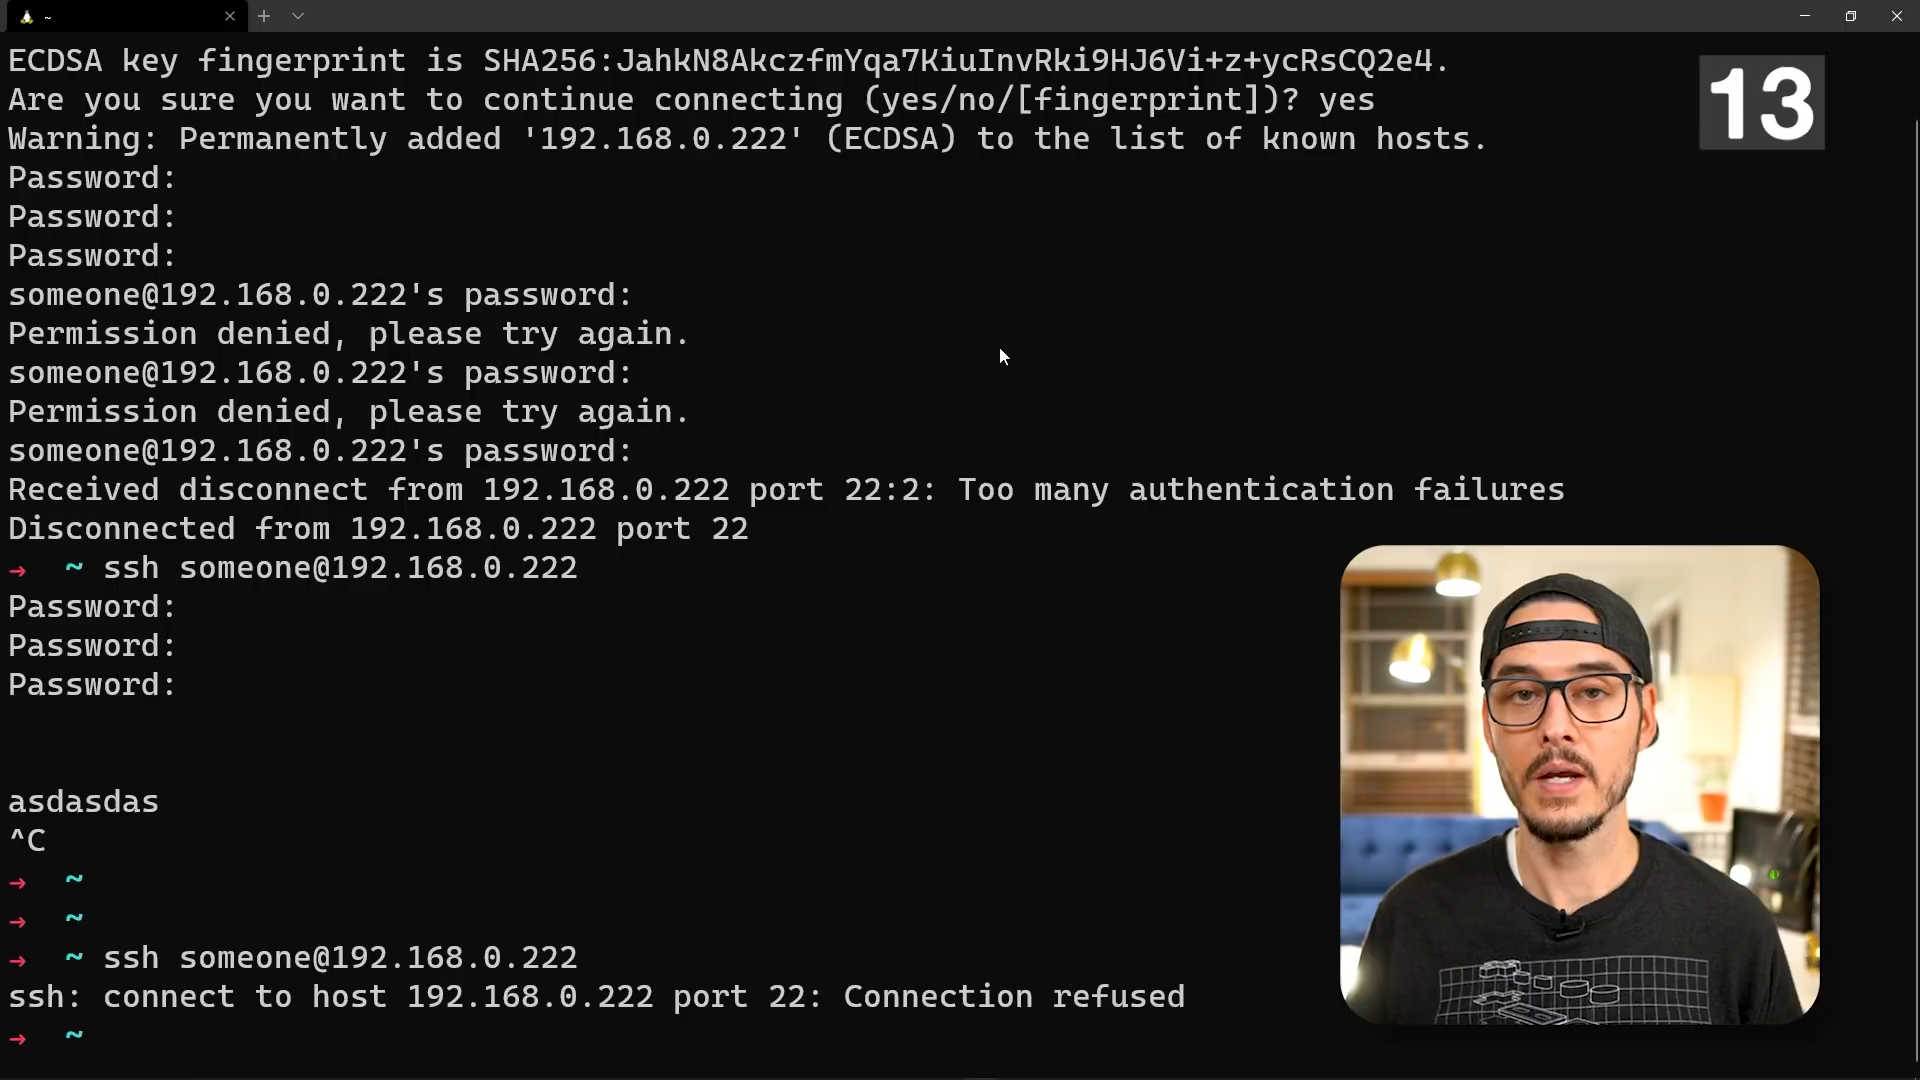 ~
ECDSA key fingerprint is SHA256:JahkN8AkczfmYqa7KiuInvRki9HJ6Vi+z+ycRsCQ2e4.
13
Are you sure you want to continue connecting (yes/no/[fingerprint])? yes
Warning: Permanently added '192.168.0.222' (ECDSA) to the list of known hosts.
Password:
Password:
Password:
someone@192.168.0.222's password:
Permission denied, please try again.
someone@192.168.0.222's password:
Permission denied, please try again.
someone@192.168.0.222's password:
Received disconnect from 192.168.0.222 port 22:2: Too many authentication failures
Disconnected from 192.168.0.222 port 22
→ ~ ssh someone@192.168.0.222
Password:
Password:
Password:
asdasdas
^C
→ ~
→ ~
→ ~ ssh someone@192.168.0.222
ssh: connect to host 192.168.0.222 port 22: Connection refused
→ ~